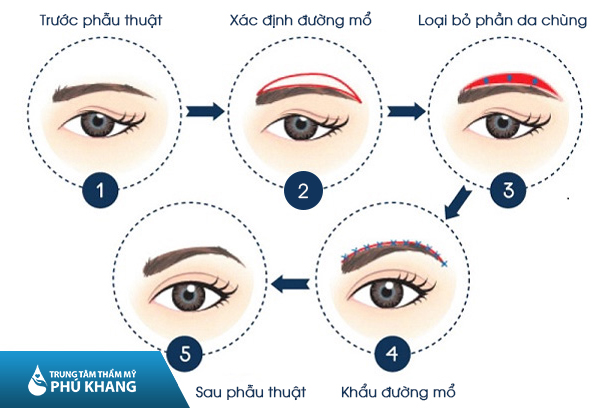 Trước phẫu thuật
Xác định đường mổ
Loại bỏ phần da chùng
1
2
3
5
4
Sau phẫu thuật
Khẩu đường mổ
TRUNG TÂM THẨM MỸ
PHÚ KHANG